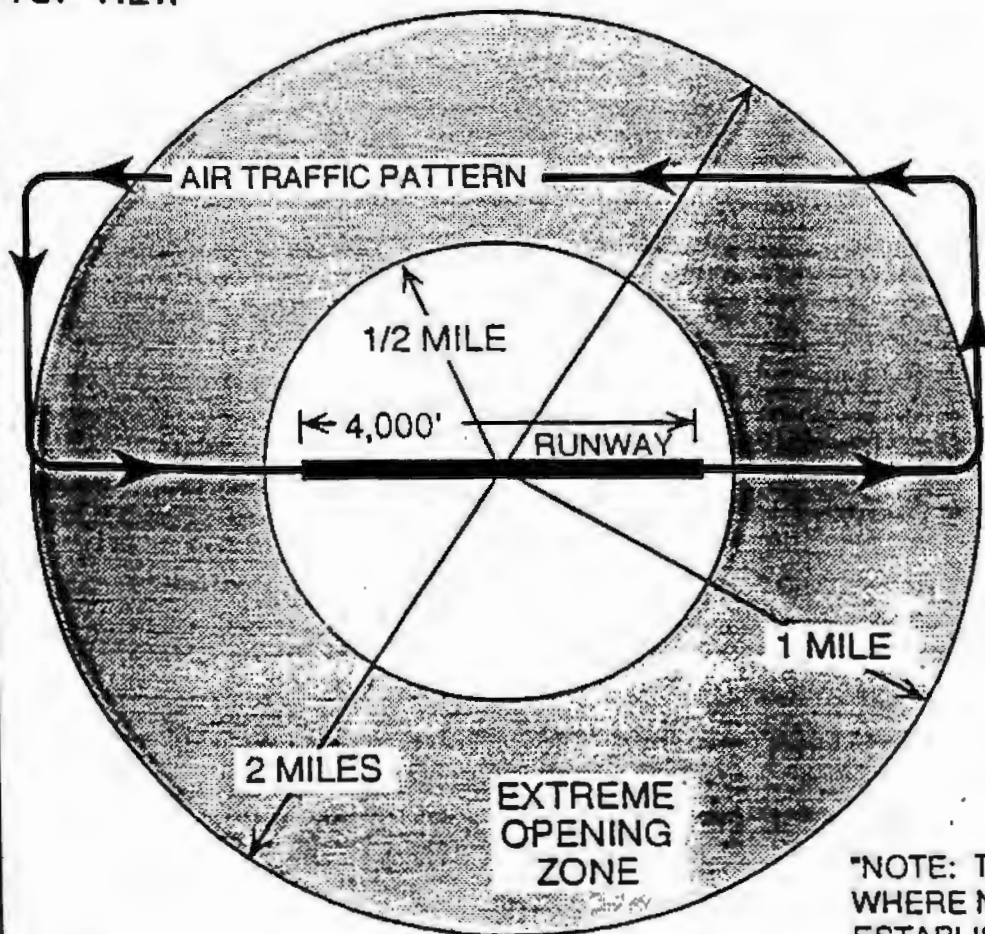 AIR TRAFFIC PATTERN
1/2 MILE
4,000'
RUNWAY
1 MILE
2 MILES
EXTREME
OPENING
ZONE
"NOTE: T
WHERE N